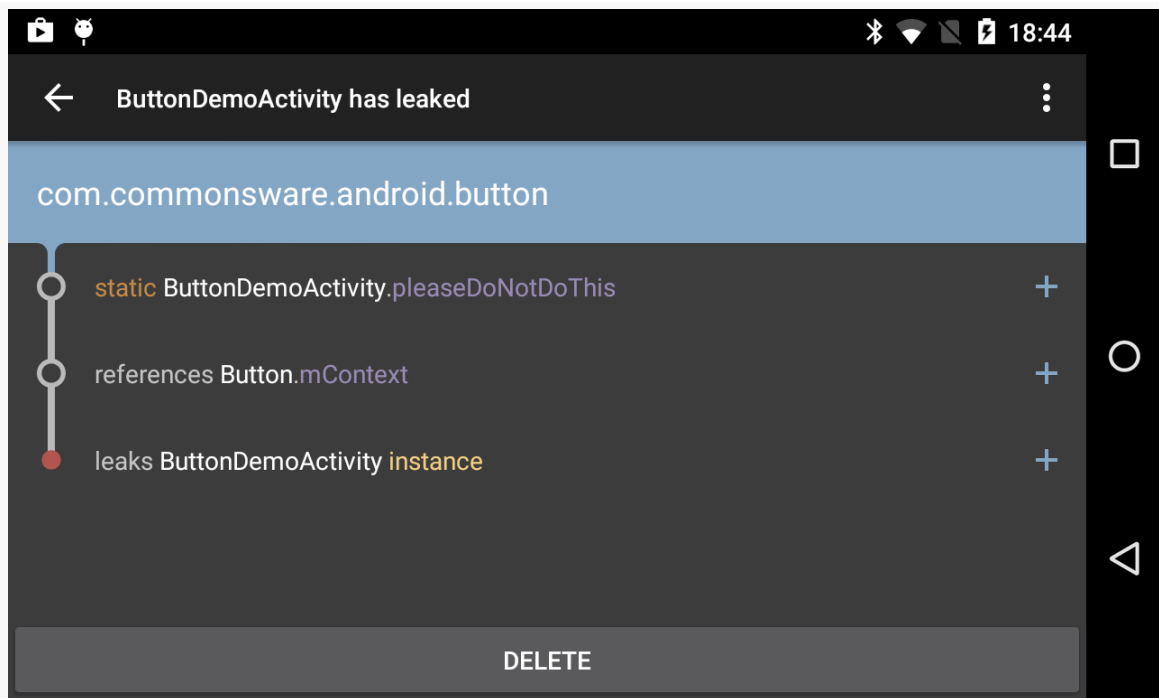 18:44
ButtonDemoActivity has leaked
com.commonsware.android.button
static ButtonDemoActivity.pleaseDoNotDoThis
references Button.mContext
leaks ButtonDemoActivity instance
DELETE